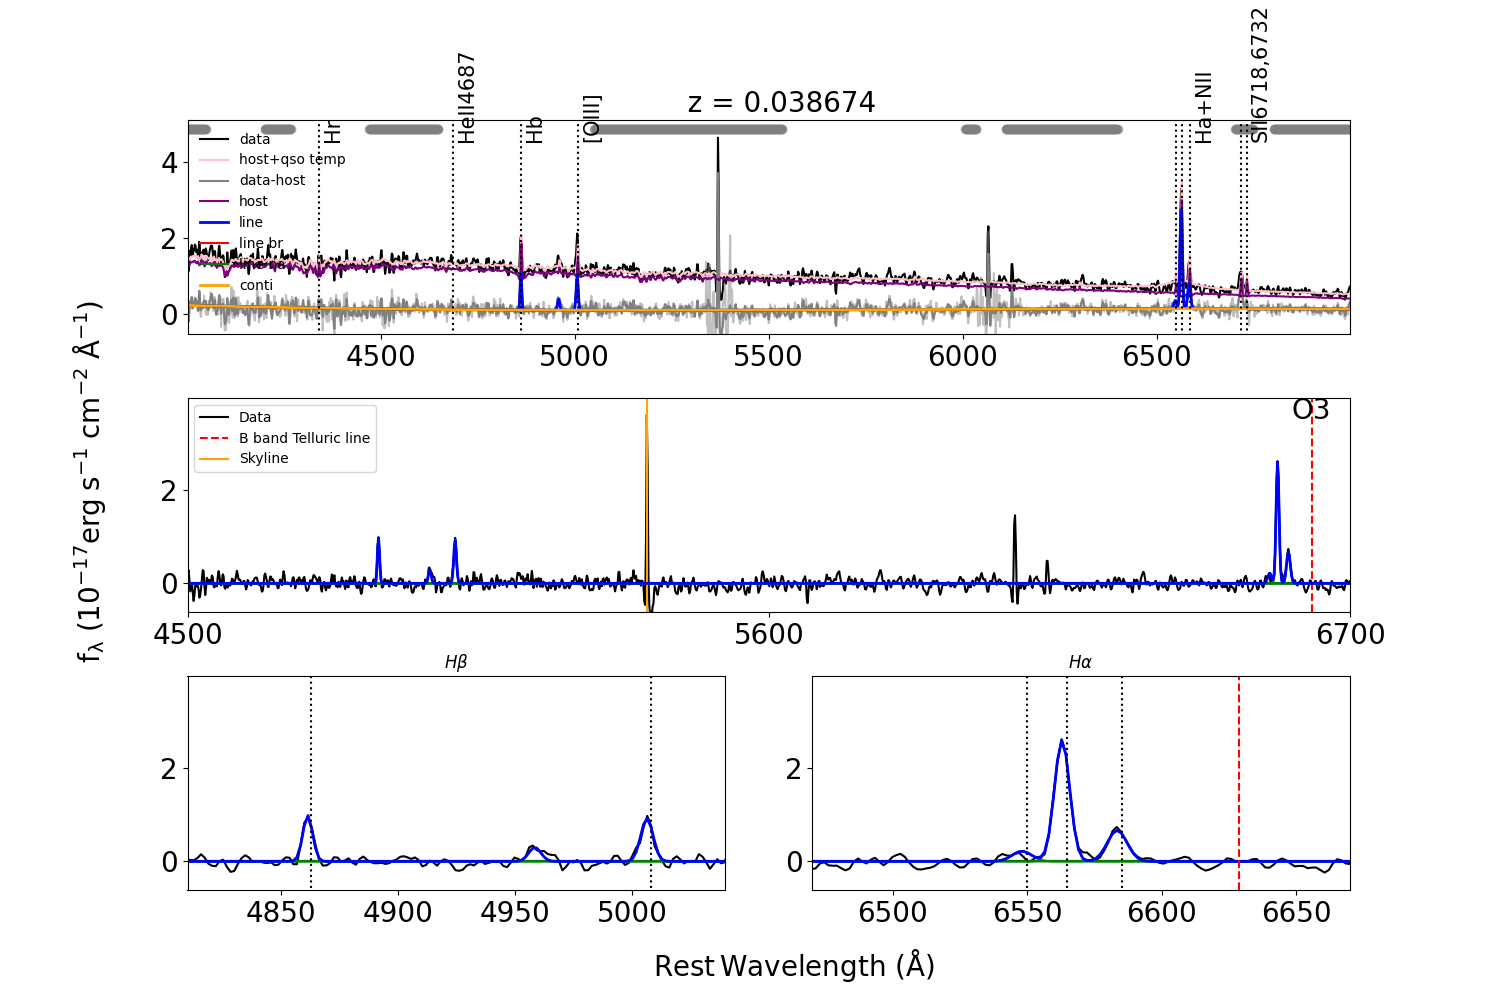 z = 0.038674
Hr
HeII4687
Hb
[OIII]
Ha+NII
SII6718,6732
data
host+qso temp
data-host
host
line
line br
conti
4
2
0
4500
5000
5500
6000
6500
Data
B band Telluric line
Skyline
O3
2
0
4500
5600
6700
Hβ
2
0
4850
4900
4950
5000
Hα
2
0
6500
6550
6600
6650
fλ (10⁻¹⁷erg s⁻¹ cm⁻² Å⁻¹)
Rest Wavelength (Å)